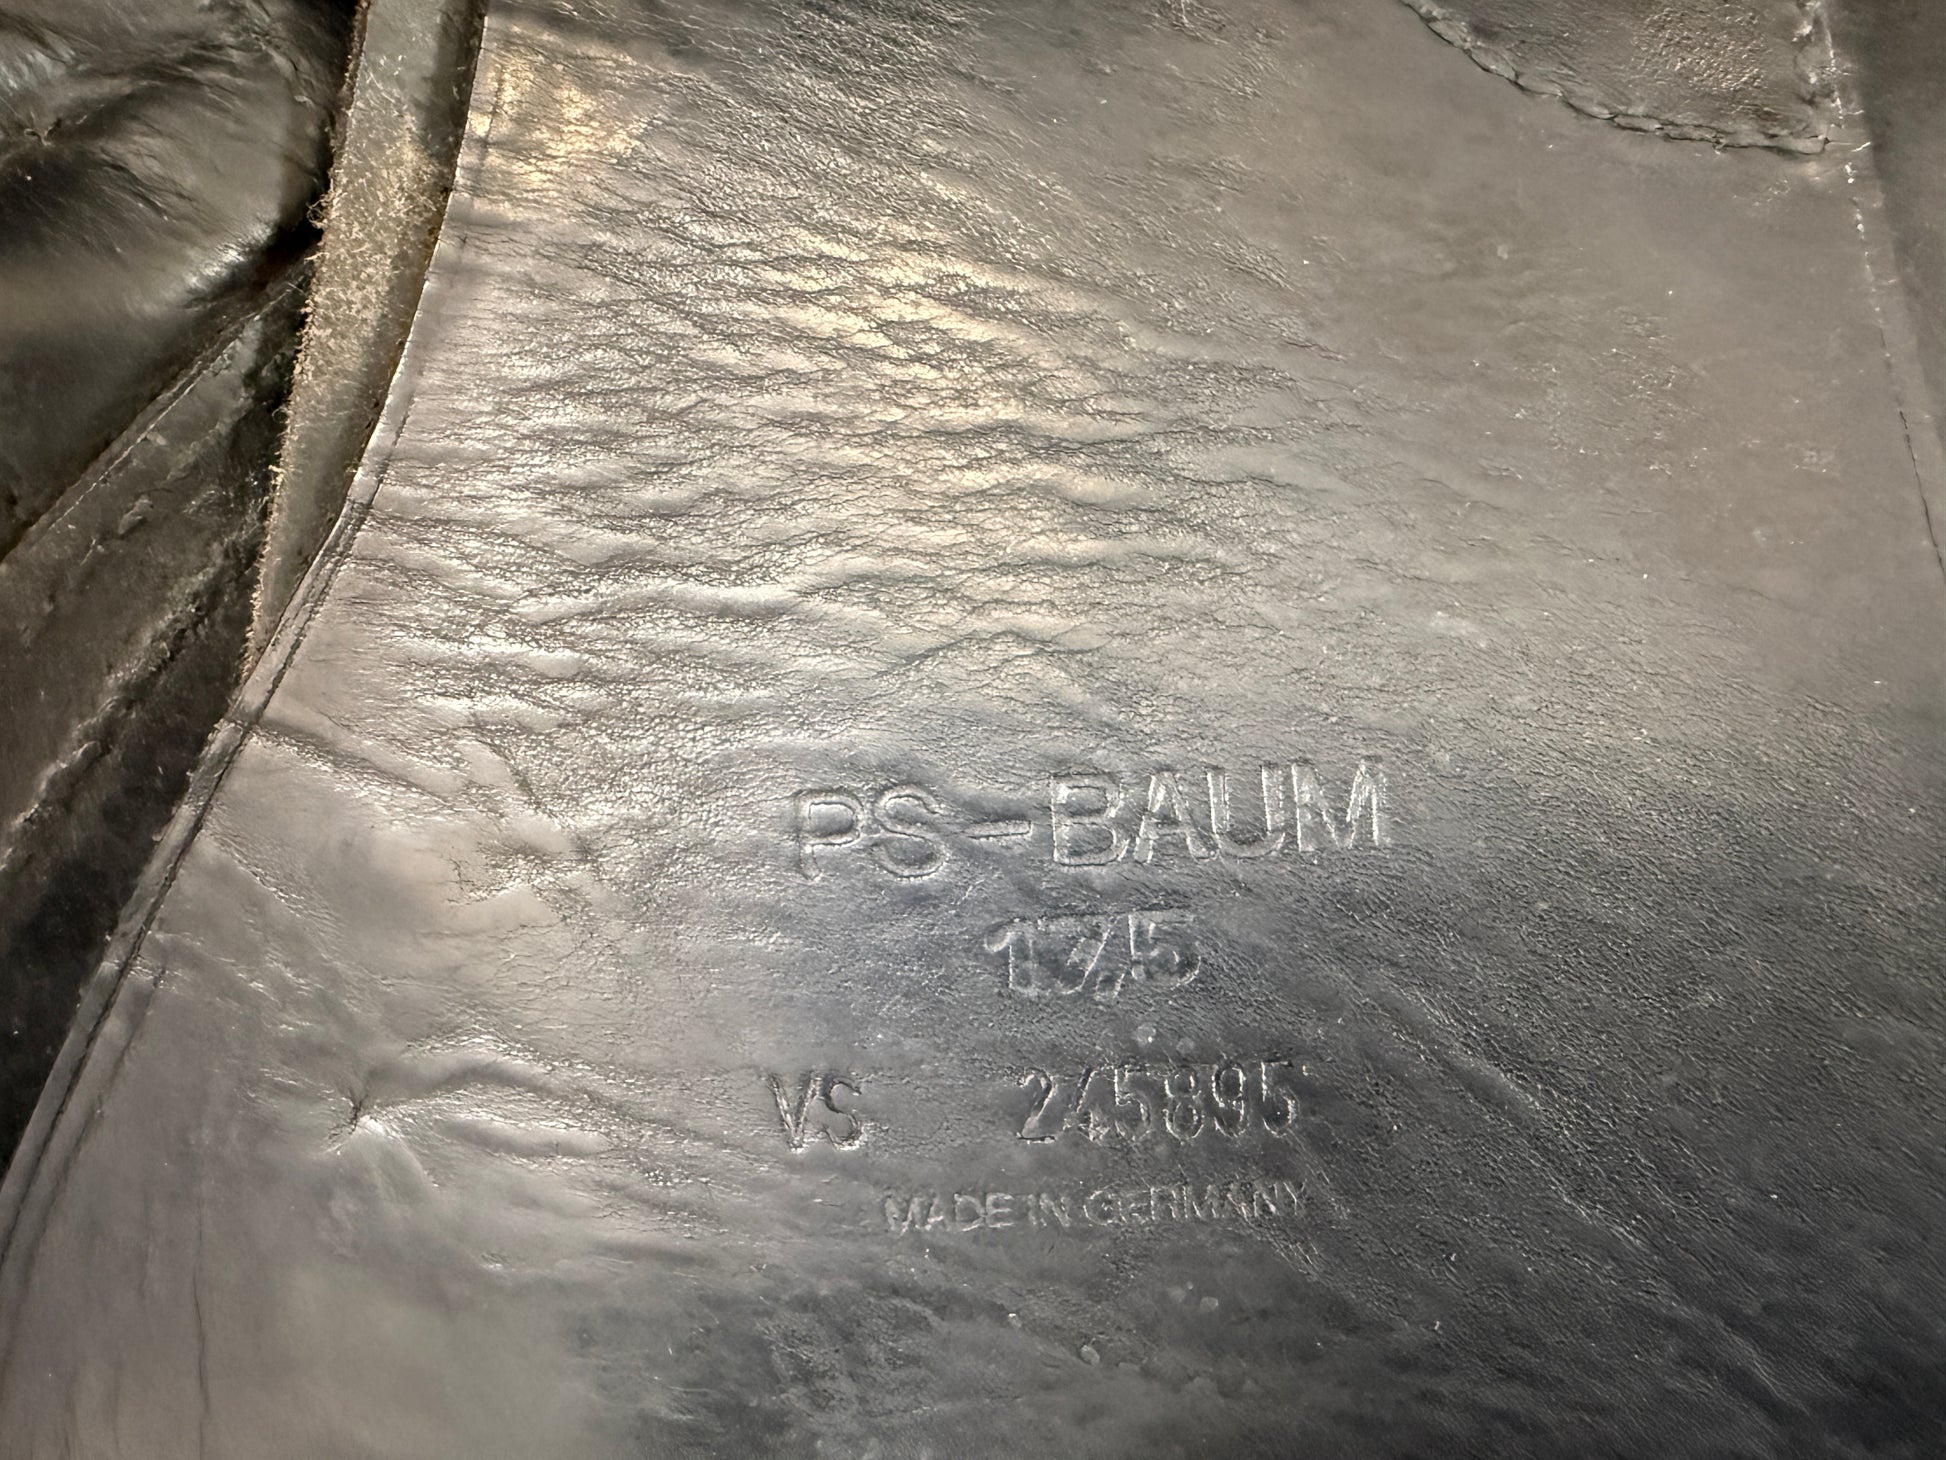 PS-BAUM
17,5
VS 245895
MADE IN GERMANY